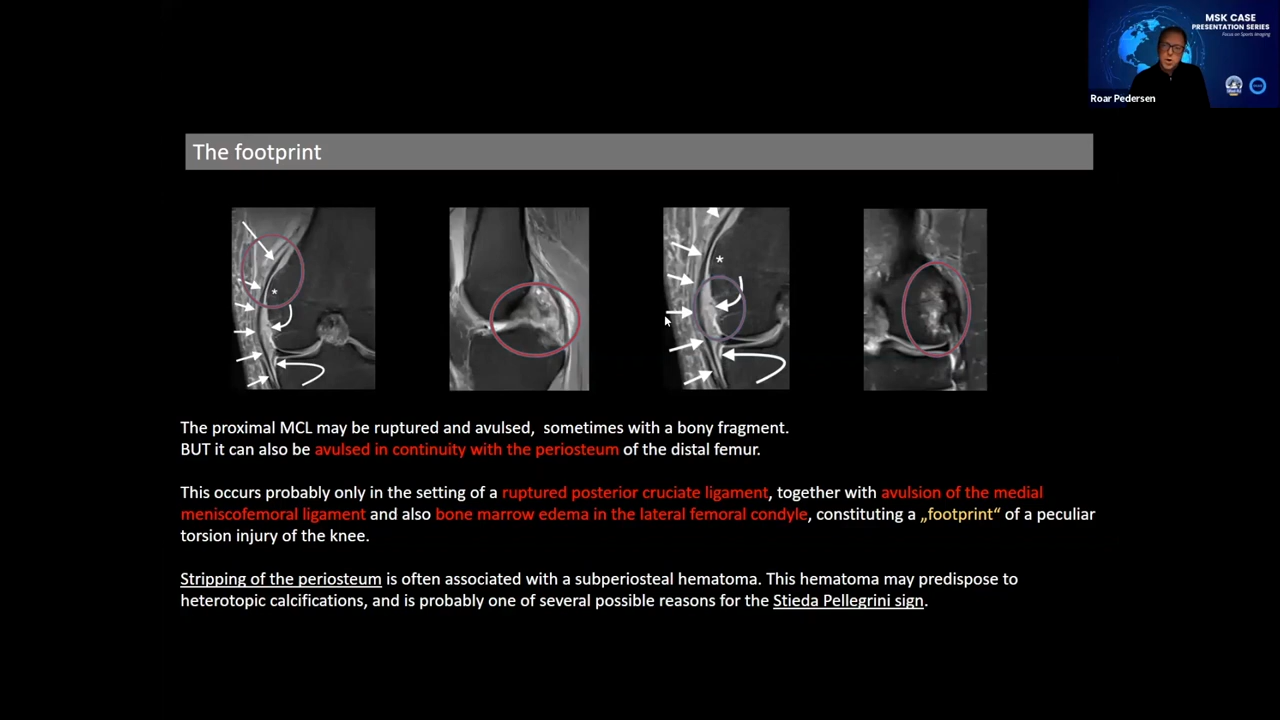 MSK CASE
PRESENTATION SERIES
Focus on Sports Imaging
Roar Pedersen
The footprint
*
*
The proximal MCL may be ruptured and avulsed, sometimes with a bony fragment.
BUT it can also be avulsed in continuity with the periosteum of the distal femur.
This occurs probably only in the setting of a ruptured posterior cruciate ligament, together with avulsion of the medial
meniscofemoral ligament and also bone marrow edema in the lateral femoral condyle, constituting a „footprint“ of a peculiar
torsion injury of the knee.
Stripping of the periosteum is often associated with a subperiosteal hematoma. This hematoma may predispose to
heterotopic calcifications, and is probably one of several possible reasons for the Stieda Pellegrini sign.